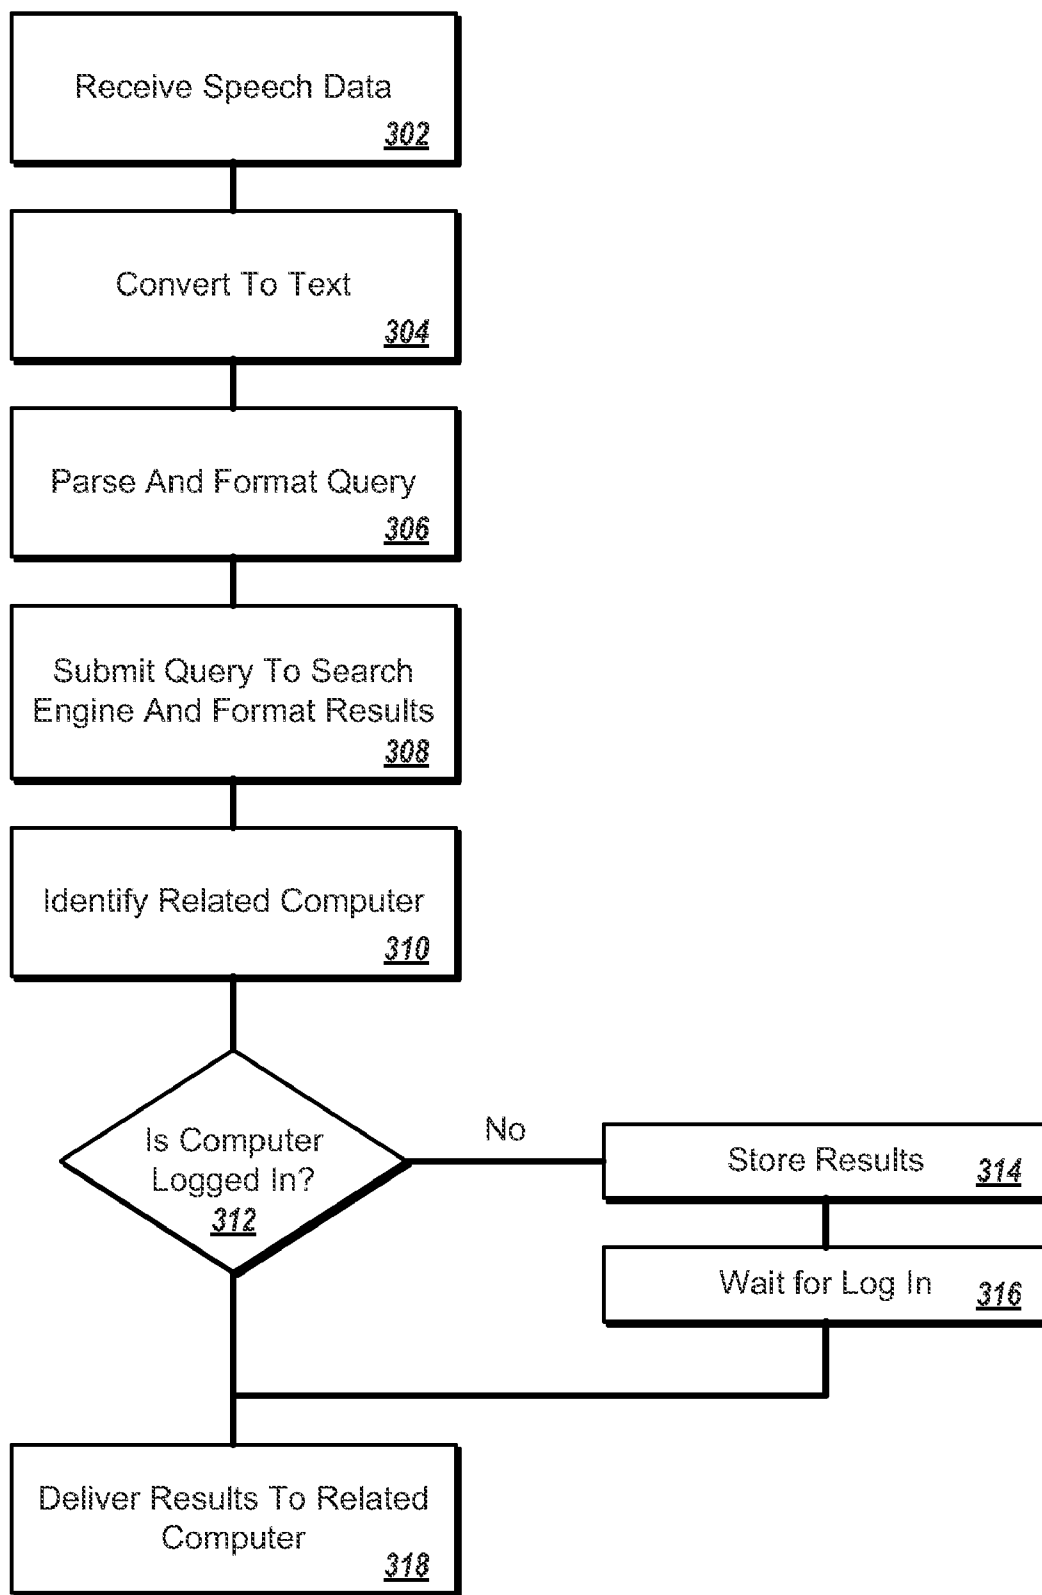 Receive Speech Data
302
Convert To Text
304
Parse And Format Query
306
Submit Query To Search
Engine And Format Results
308
Identify Related Computer
310
Is Computer
Logged In?
312
No
Store Results
314
Wait for Log In
316
Deliver Results To Related
Computer
318